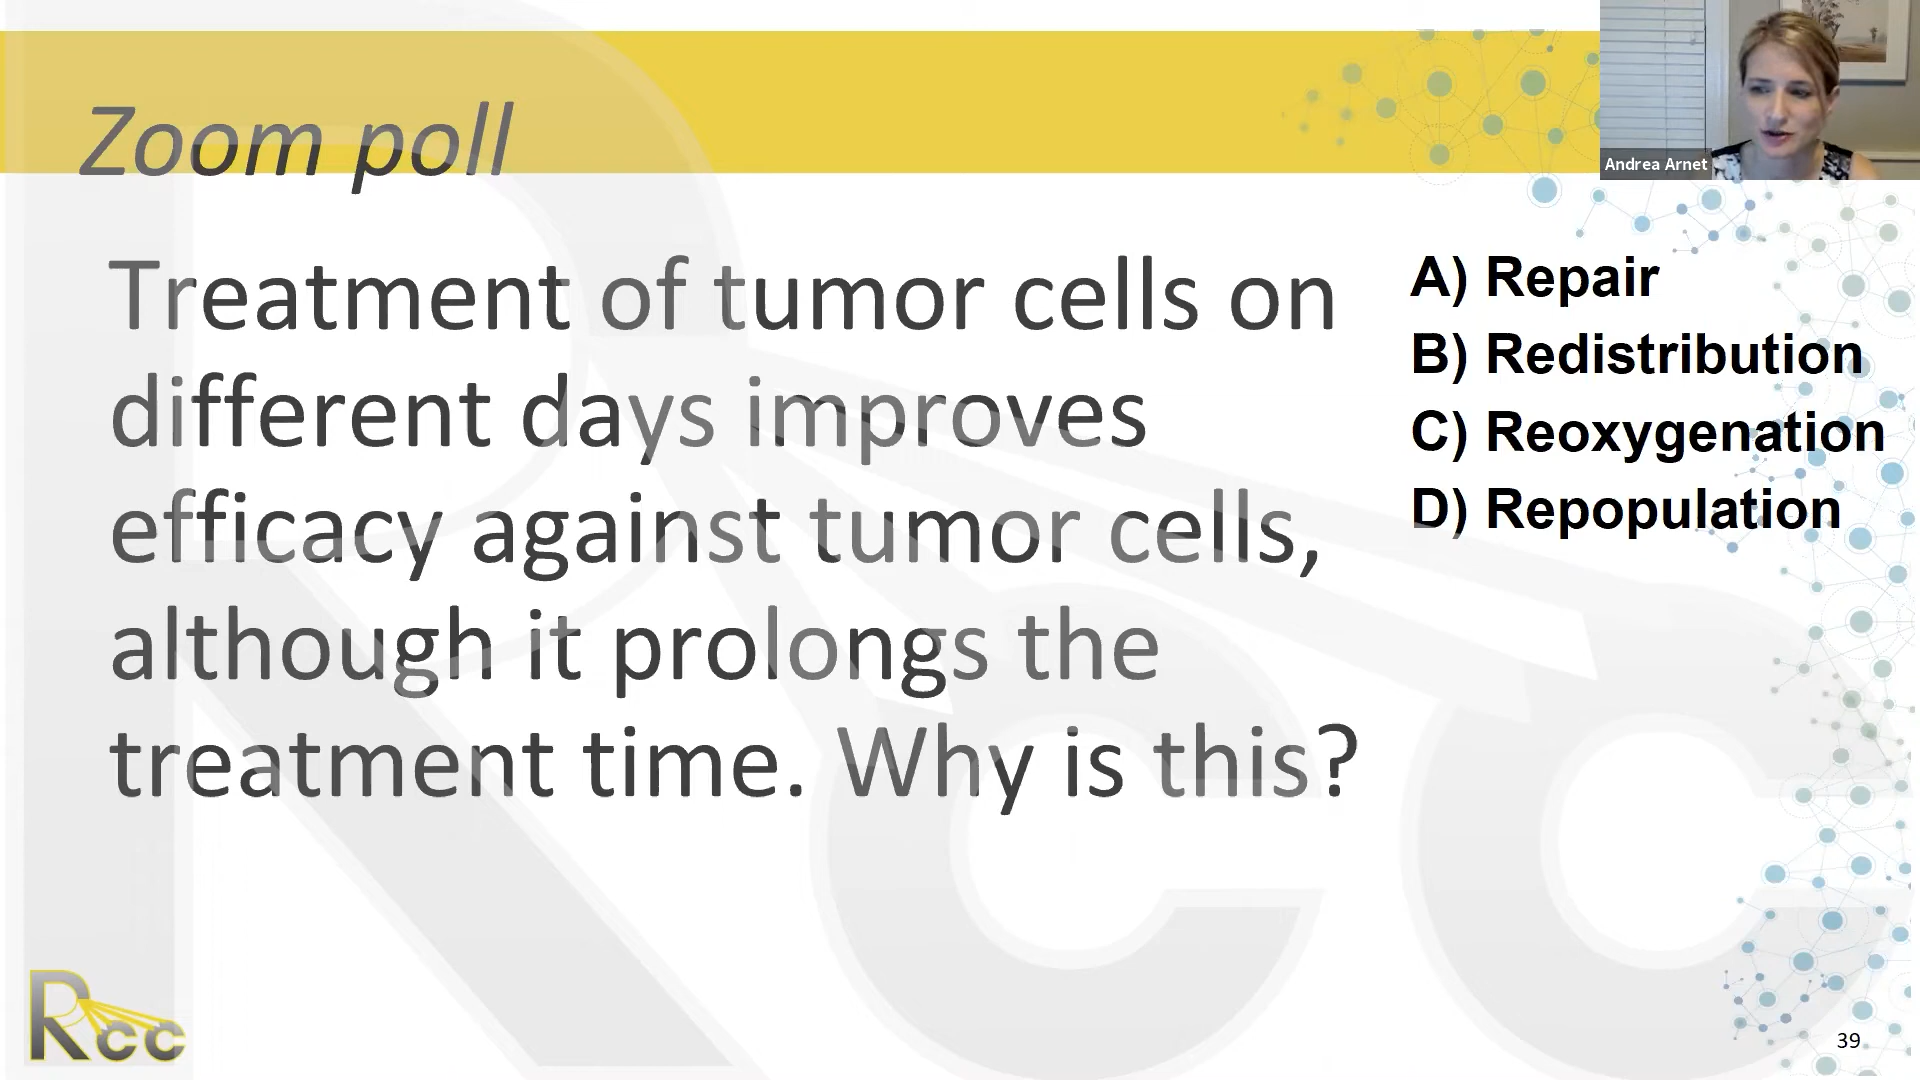 Zoom poll
Andrea Arnet
Treatment of tumor cells on
different days improves
efficacy against tumor cells,
although it prolongs the
treatment time. Why is this?
A) Repair
B) Redistribution
C) Reoxygenation
D) Repopulation
Rcc
39